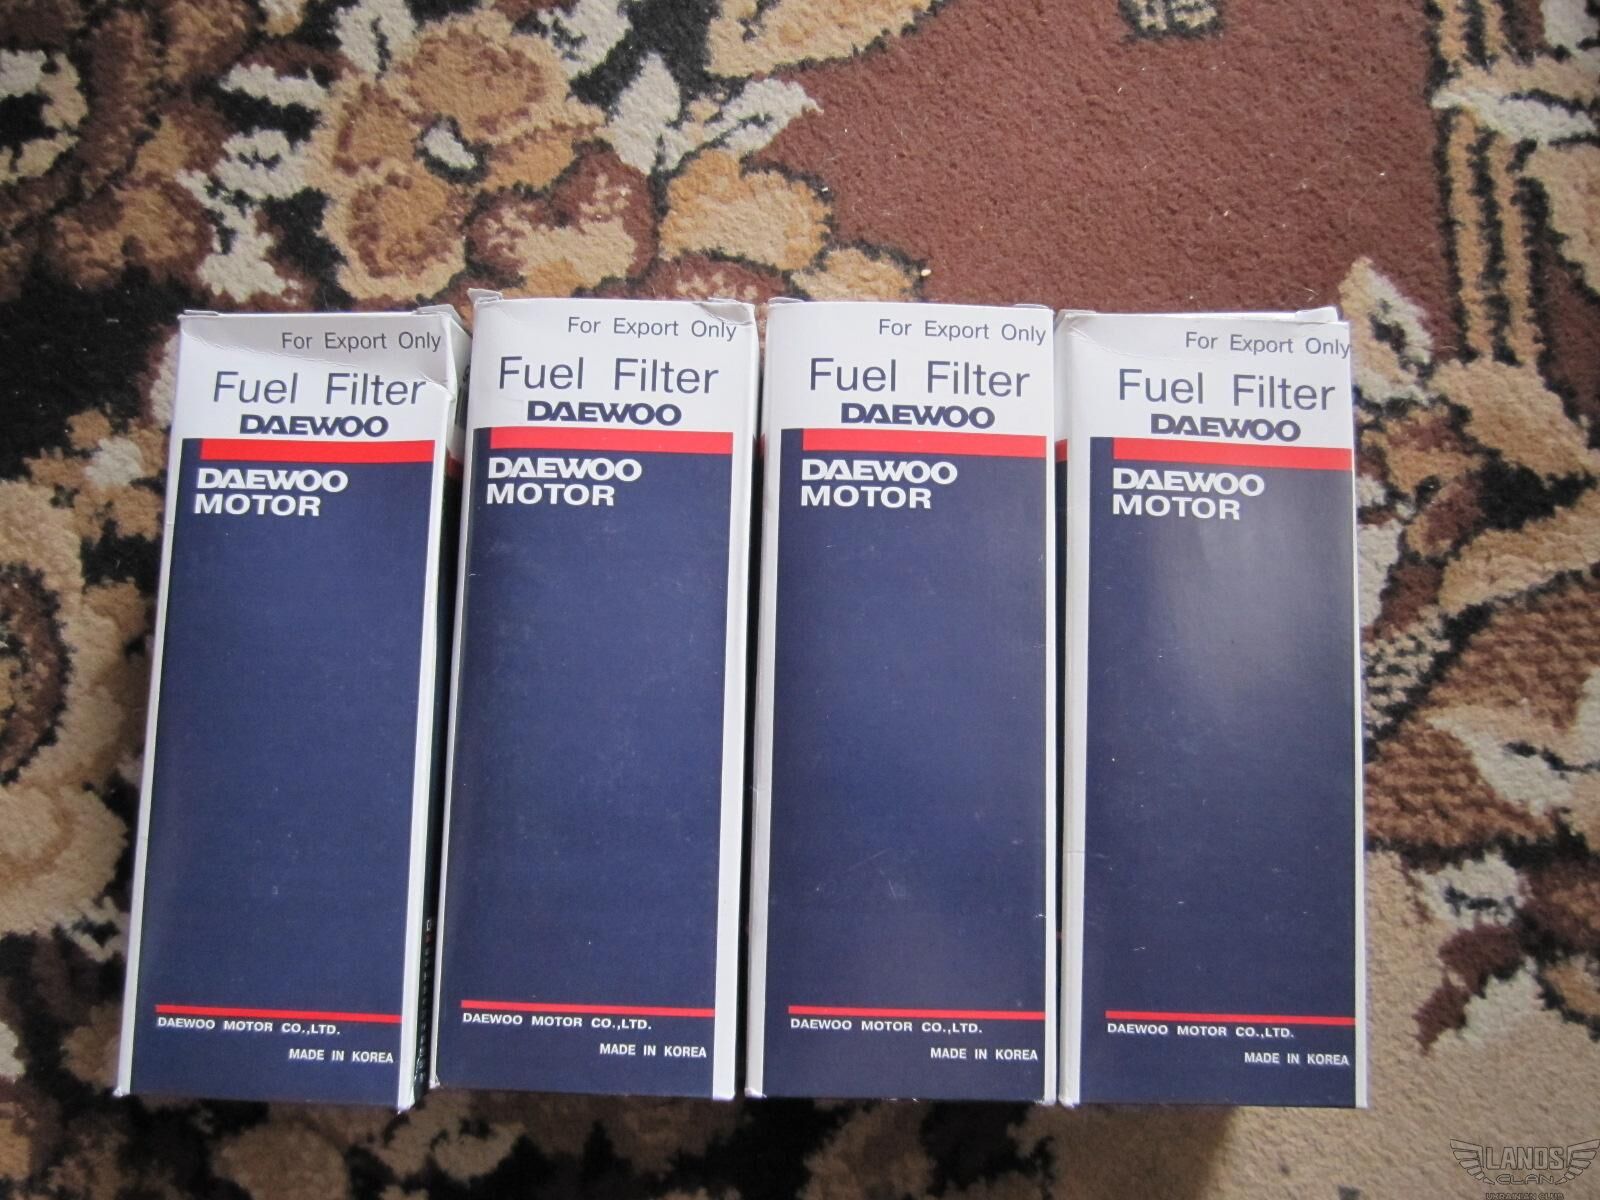 For Export Only
Fuel Filter
DAEWOO
DAEWOO
MOTOR
DAEWOO MOTOR CO.,LTD.
MADE IN KOREA
For Export Only
Fuel Filter
DAEWOO
DAEWOO
MOTOR
DAEWOO MOTOR CO.,LTD.
MADE IN KOREA
For Export Only
Fuel Filter
DAEWOO
DAEWOO
MOTOR
DAEWOO MOTOR CO.,LTD.
MADE IN KOREA
For Export Only
Fuel Filter
DAEWOO
DAEWOO
MOTOR
DAEWOO MOTOR CO.,LTD.
MADE IN KOREA
LANOS
CLAN
UKRAINIAN CLUB